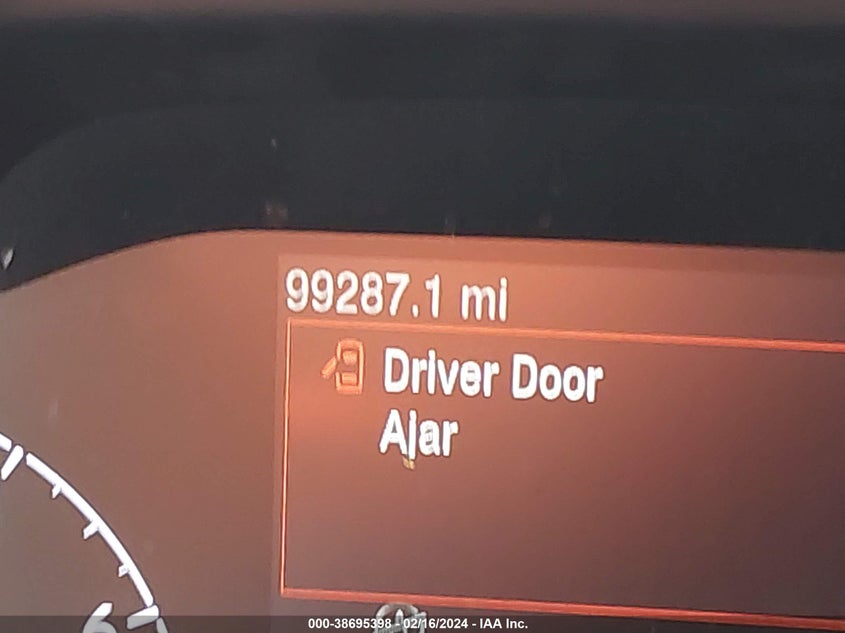 99287.1 mi
Driver Door
Ajar
000-38695398 - 02/16/2024 - IAA Inc.